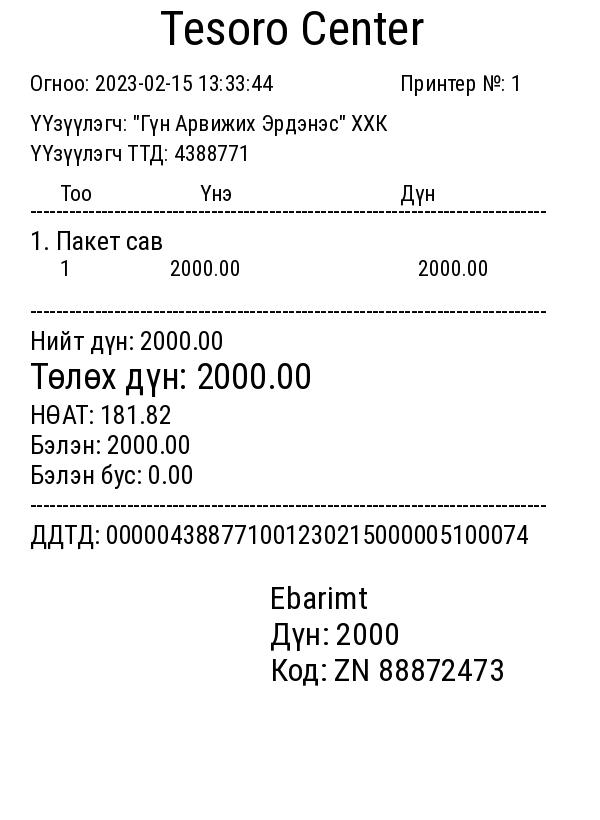 Tesoro Center
Огноо: 2023-02-15 13:33:44 Принтер №: 1
ҮҮзүүлэгч: "Гүн Арвижих Эрдэнэс" ХХК
ҮҮзүүлэгч ТТД: 4388771
Тоо Үнэ Дүн
--------------------------------------------------------------------------------
1. Пакет сав
1 2000.00 2000.00
--------------------------------------------------------------------------------
Нийт дүн: 2000.00
Төлөх дүн: 2000.00
НӨАТ: 181.82
Бэлэн: 2000.00
Бэлэн бус: 0.00
--------------------------------------------------------------------------------
ДДТД: 000004388771001230215000005100074
Ebarimt
Дүн: 2000
Код: ZN 88872473